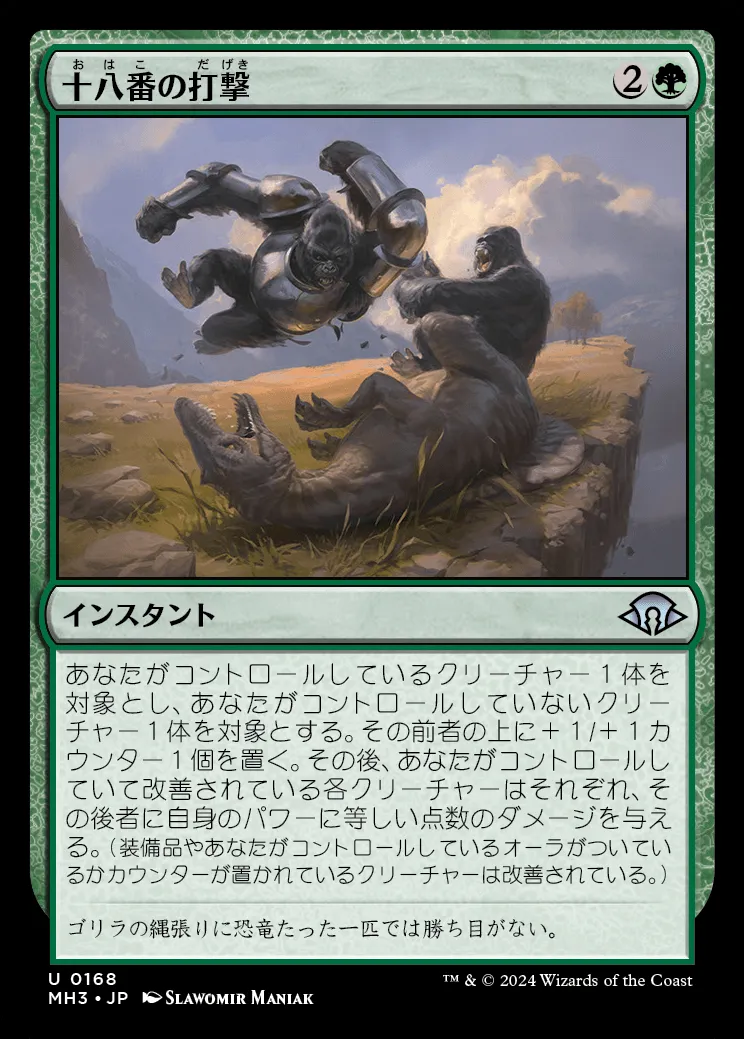 おはこ だげき
十八番の打撃
2
インスタント
あなたがコントロールしているクリーチャー１体を
対象とし、あなたがコントロールしていないクリー
チャー１体を対象とする。その前者の上に＋１/＋１カ
ウンター１個を置く。その後、あなたがコントロールし
ていて改善されている各クリーチャーはそれぞれ、そ
の後者に自身のパワーに等しい点数のダメージを与え
る。（装備品やあなたがコントロールしているオーラがついてい
るかカウンターが置かれているクリーチャーは改善されている。）
ゴリラの縄張りに恐竜たった一匹では勝ち目がない。
U 0168
MH3 • JP Slawomir Maniak
™ & © 2024 Wizards of the Coast